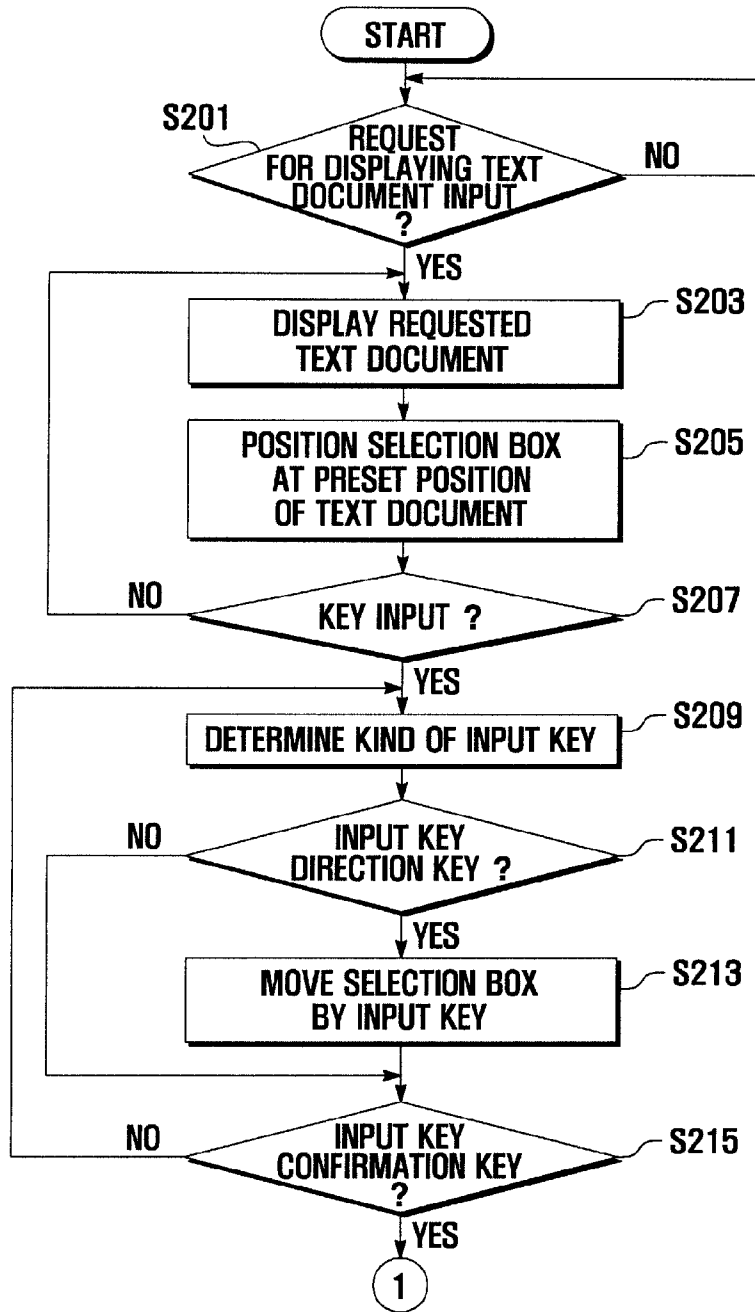 START
S201
REQUEST
FOR DISPLAYING TEXT
DOCUMENT INPUT
?
NO
YES
DISPLAY REQUESTED
TEXT DOCUMENT
S203
POSITION SELECTION BOX
AT PRESET POSITION
OF TEXT DOCUMENT
S205
NO
KEY INPUT ?
S207
YES
DETERMINE KIND OF INPUT KEY
S209
NO
INPUT KEY
DIRECTION KEY ?
S211
YES
MOVE SELECTION BOX
BY INPUT KEY
S213
NO
INPUT KEY
CONFIRMATION KEY
?
S215
YES
1